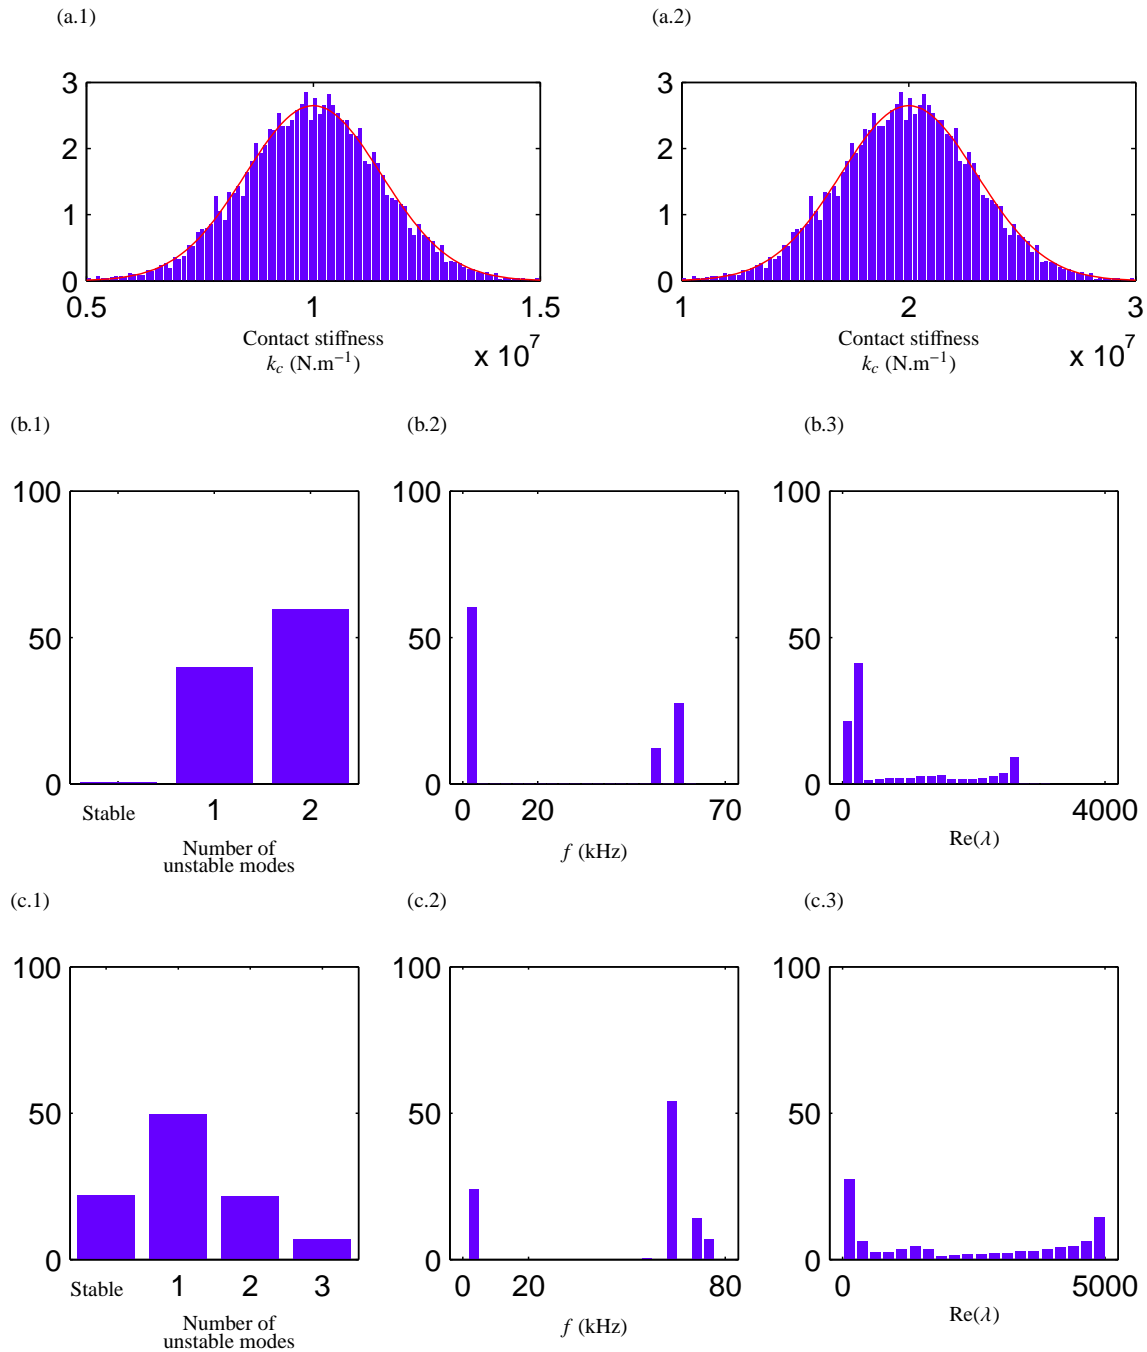 (a.1)
(a.2)
3
2
1
0
0.5
1
1.5
Contact stiffness
k_c (N.m⁻¹)
x 10⁷
3
2
1
0
1
2
3
Contact stiffness
k_c (N.m⁻¹)
x 10⁷
(b.1)
(b.2)
(b.3)
100
50
0
Stable
1
2
Number of
unstable modes
100
50
0
0
20
70
f (kHz)
100
50
0
0
4000
Re(λ)
(c.1)
(c.2)
(c.3)
100
50
0
Stable
1
2
3
Number of
unstable modes
100
50
0
0
20
80
f (kHz)
100
50
0
0
5000
Re(λ)